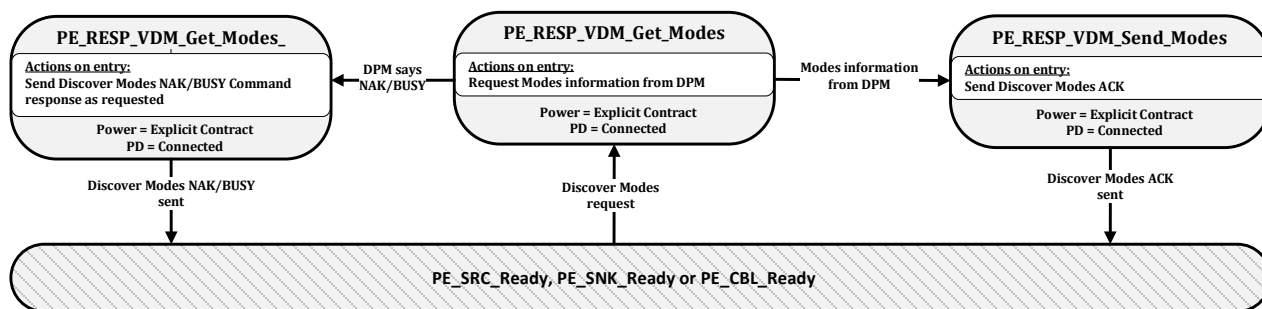 PE_RESP_VDM_Get_Modes_
Actions on entry:
Send Discover Modes NAK/BUSY Command
response as requested
Power = Explicit Contract
PD = Connected
DPM says
NAK/BUSY
PE_RESP_VDM_Get_Modes
Actions on entry:
Request Modes information from DPM
Power = Explicit Contract
PD = Connected
Modes information
from DPM
PE_RESP_VDM_Send_Modes
Actions on entry:
Send Discover Modes ACK
Power = Explicit Contract
PD = Connected
Discover Modes NAK/BUSY
sent
Discover Modes
request
Discover Modes ACK
sent
PE_SRC_Ready, PE_SNK_Ready or PE_CBL_Ready